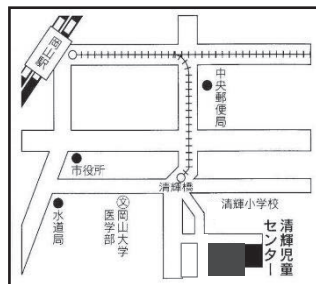 岡山駅
中央郵便局
市役所
清輝橋
水道局
文
岡山大学
医学部
清輝小学校
清輝児童
センター